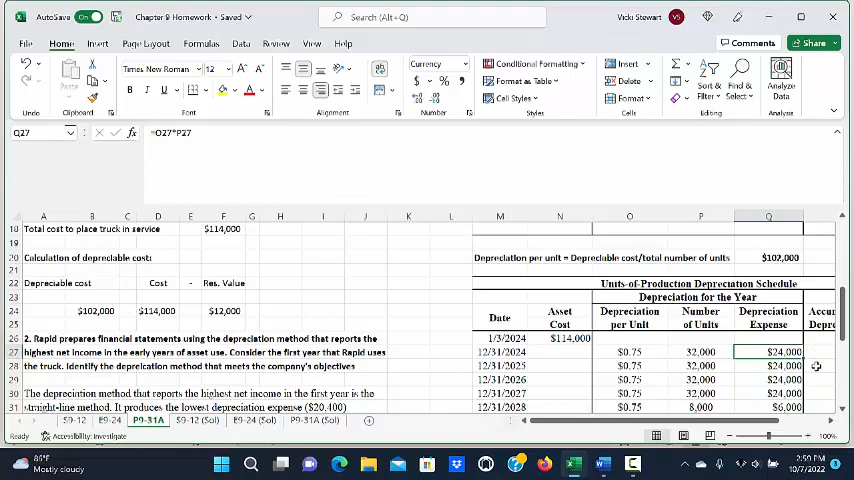 AutoSave On Chapter 9 Homework • Saved Search (Alt+Q) Vicki Stewart VS
File Home Insert Page Layout Formulas Data Review View Help Comments Share
Undo Paste Clipboard
Times New Roman 12 A A B I U A Font
ab Alignment
Currency $ % , Number
Conditional Formatting Format as Table Cell Styles Styles
Insert Delete Format Cells
Sort & Filter Find & Select Editing
Analyze Data Analysis
Q27 fx =O27*P27
A B C D E F G H I J K L M N O P Q
18 Total cost to place truck in service $114,000
19
20 Calculation of depreciable cost: Depreciation per unit = Depreciable cost/total number of units $102,000
21
22 Depreciable cost Cost - Res. Value Units-of-Production Depreciation Schedule
23 Depreciation for the Year
24 $102,000 $114,000 $12,000 Date Asset Cost Depreciation per Unit Number of Units Depreciation Expense Accu Depre
25
26 2. Rapid prepares financial statements using the depreciation method that reports the 1/3/2024 $114,000
27 highest net income in the early years of asset use. Consider the first year that Rapid uses 12/31/2024 $0.75 32,000 $24,000
28 the truck. Identify the depreication method that meets the company's objectives 12/31/2025 $0.75 32,000 $24,000
29 12/31/2026 $0.75 32,000 $24,000
30 The depreciation method that reports the highest net income in the first year is the 12/31/2027 $0.75 32,000 $24,000
31 straight-line method. It produces the lowest depreciation expense ($20,400) 12/31/2028 $0.75 8,000 $6,000
S9-12 E9-24 P9-31A S9-12 (Sol) E9-24 (Sol) P9-31A (Sol)
Ready Accessibility: Investigate 100%
86°F
Mostly cloudy
2:59 PM
10/7/2022